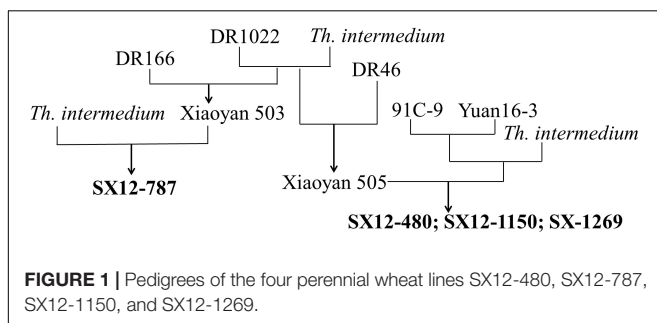 DR1022 Th. intermedium
DR166 DR46
Th. intermedium Xiaoyan 503 91C-9 Yuan16-3
Th. intermedium
SX12-787 Xiaoyan 505
SX12-480; SX12-1150; SX-1269
FIGURE 1 | Pedigrees of the four perennial wheat lines SX12-480, SX12-787,
SX12-1150, and SX12-1269.